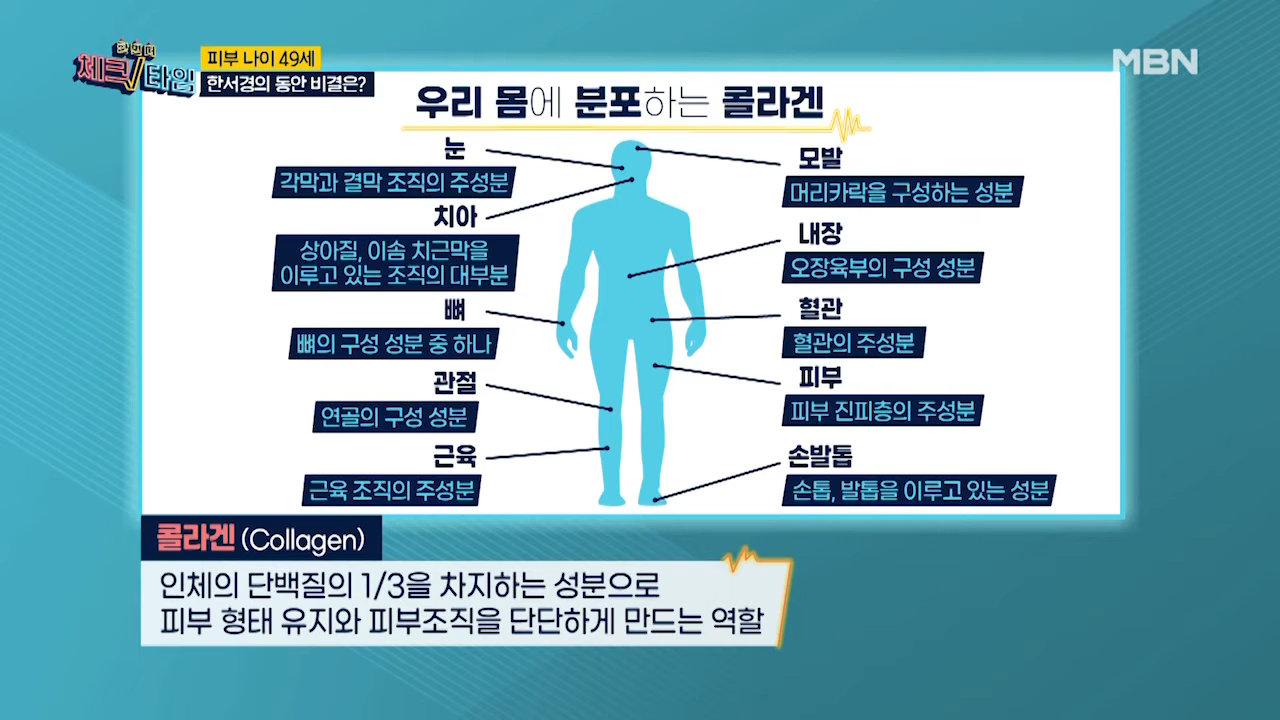 체크타임
피부 나이 49세
한서경의 동안 비결은?
MBN
우리 몸에 분포하는 콜라겐
눈
각막과 결막 조직의 주성분
치아
상아질, 이솜 치근막을
이루고 있는 조직의 대부분
뼈
뼈의 구성 성분 중 하나
관절
연골의 구성 성분
근육
근육 조직의 주성분
모발
머리카락을 구성하는 성분
내장
오장육부의 구성 성분
혈관
혈관의 주성분
피부
피부 진피층의 주성분
손발톱
손톱, 발톱을 이루고 있는 성분
콜라겐 (Collagen)
인체의 단백질의 1/3을 차지하는 성분으로
피부 형태 유지와 피부조직을 단단하게 만드는 역할